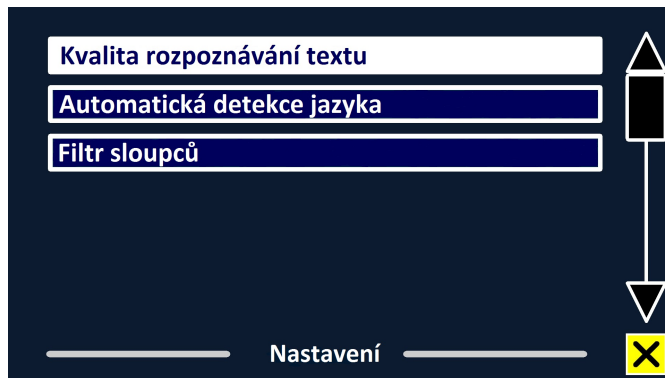 Kvalita rozpoznávání textu
Automatická detekce jazyka
Filtr sloupců
Nastavení